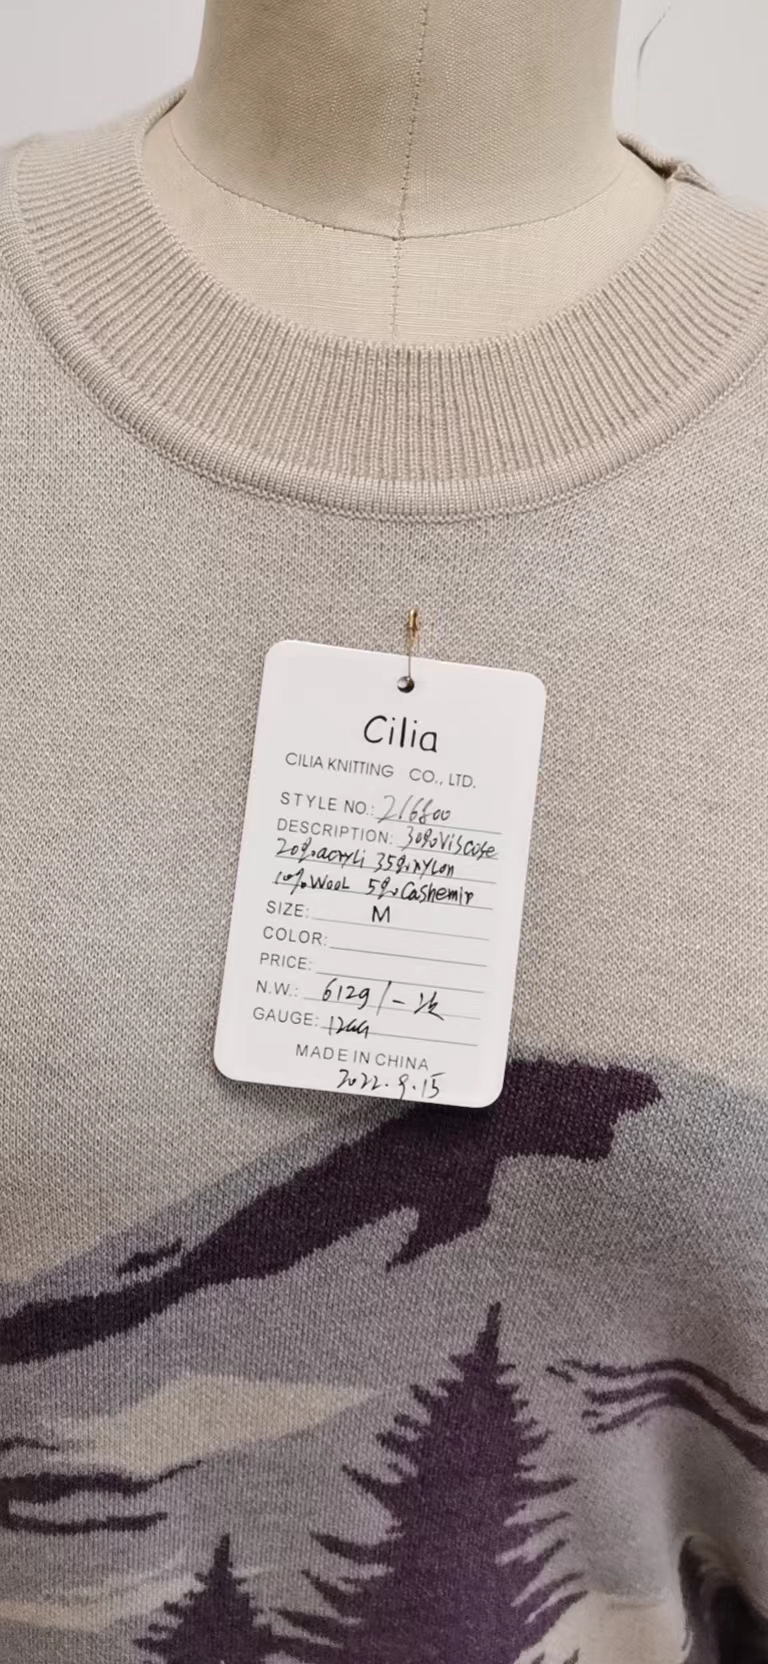 Cilia
CILIA KNITTING CO., LTD.
STYLE NO.: 216800
DESCRIPTION: 30%Viscose
20%acryli 35%nylon
10%Wool 5%Cashemir
SIZE: M
COLOR:
PRICE:
N.W.: 612g/-
GAUGE: 12GG
MADE IN CHINA
2022.9.15